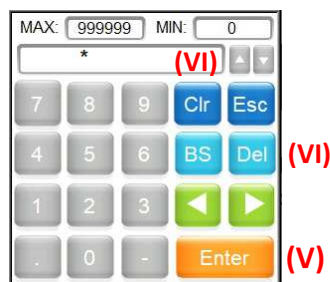 MAX: 999999 MIN: 0
* (VI)
7 8 9 Clr Esc
4 5 6 BS Del (VI)
1 2 3
. 0 - Enter (V)